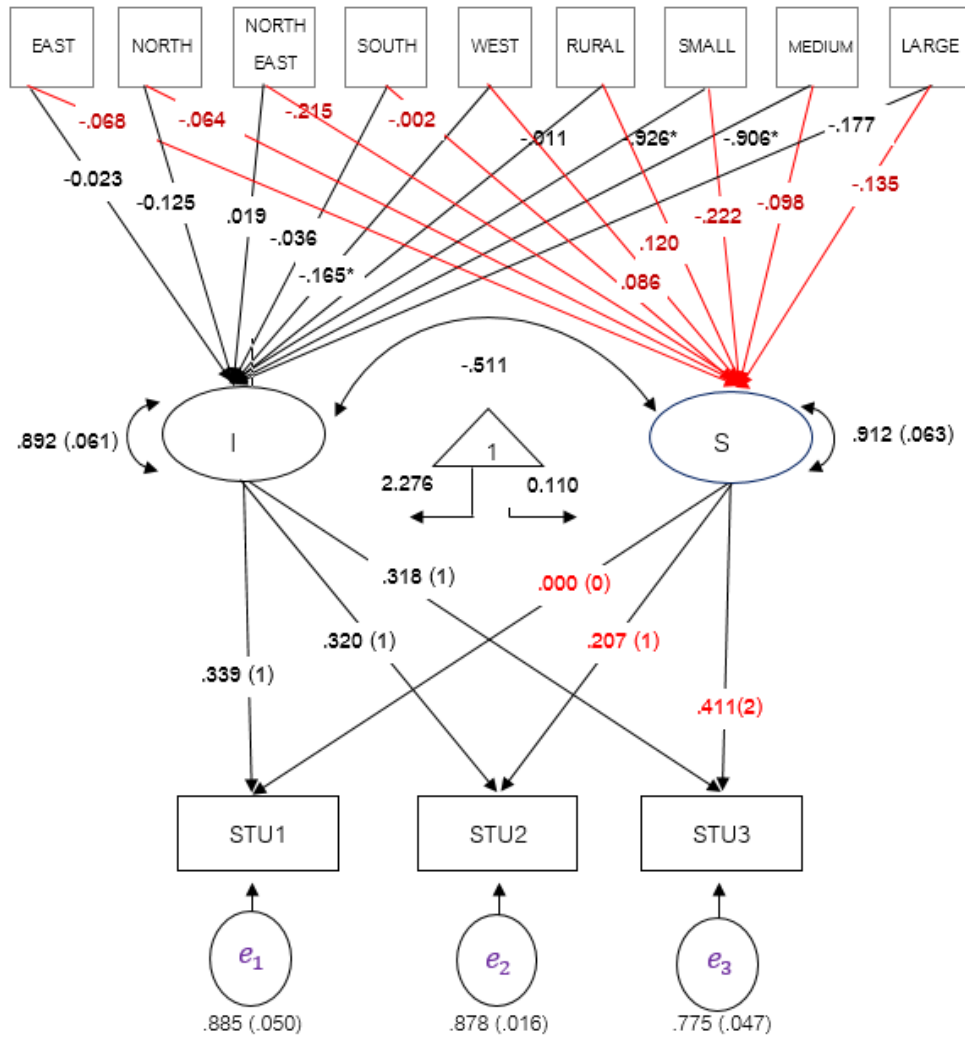 EAST
NORTH
NORTH
EAST
SOUTH
WEST
RURAL
SMALL
MEDIUM
LARGE
-.068
-.064
-.215
-.002
-.011
-.926*
-.906*
-.177
-0.023
-0.125
.019
-.036
-.165*
.086
.120
-.222
-.098
-.135
-.511
.892 (.061)
I
1
S
.912 (.063)
2.276
0.110
.318 (1)
.000 (0)
.320 (1)
.207 (1)
.339 (1)
.411(2)
STU1
STU2
STU3
e1
e2
e3
.885 (.050)
.878 (.016)
.775 (.047)